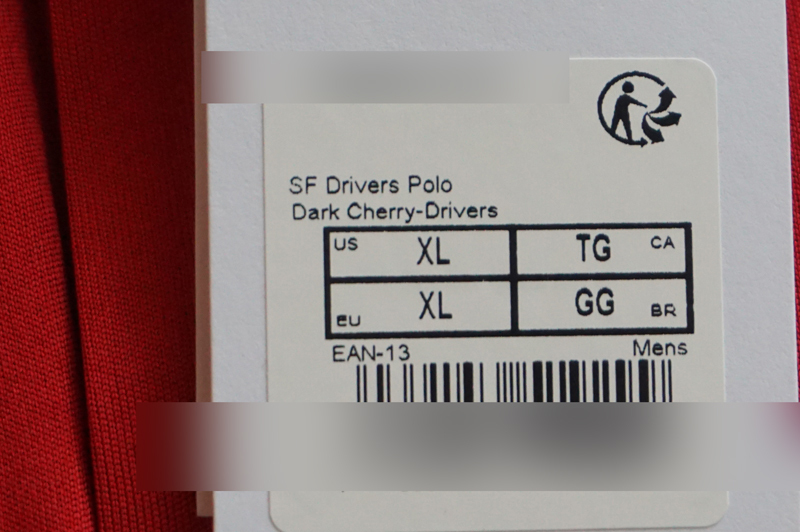 SF Drivers Polo
Dark Cherry-Drivers
US XL TG CA
EU XL GG BR
EAN-13 Mens